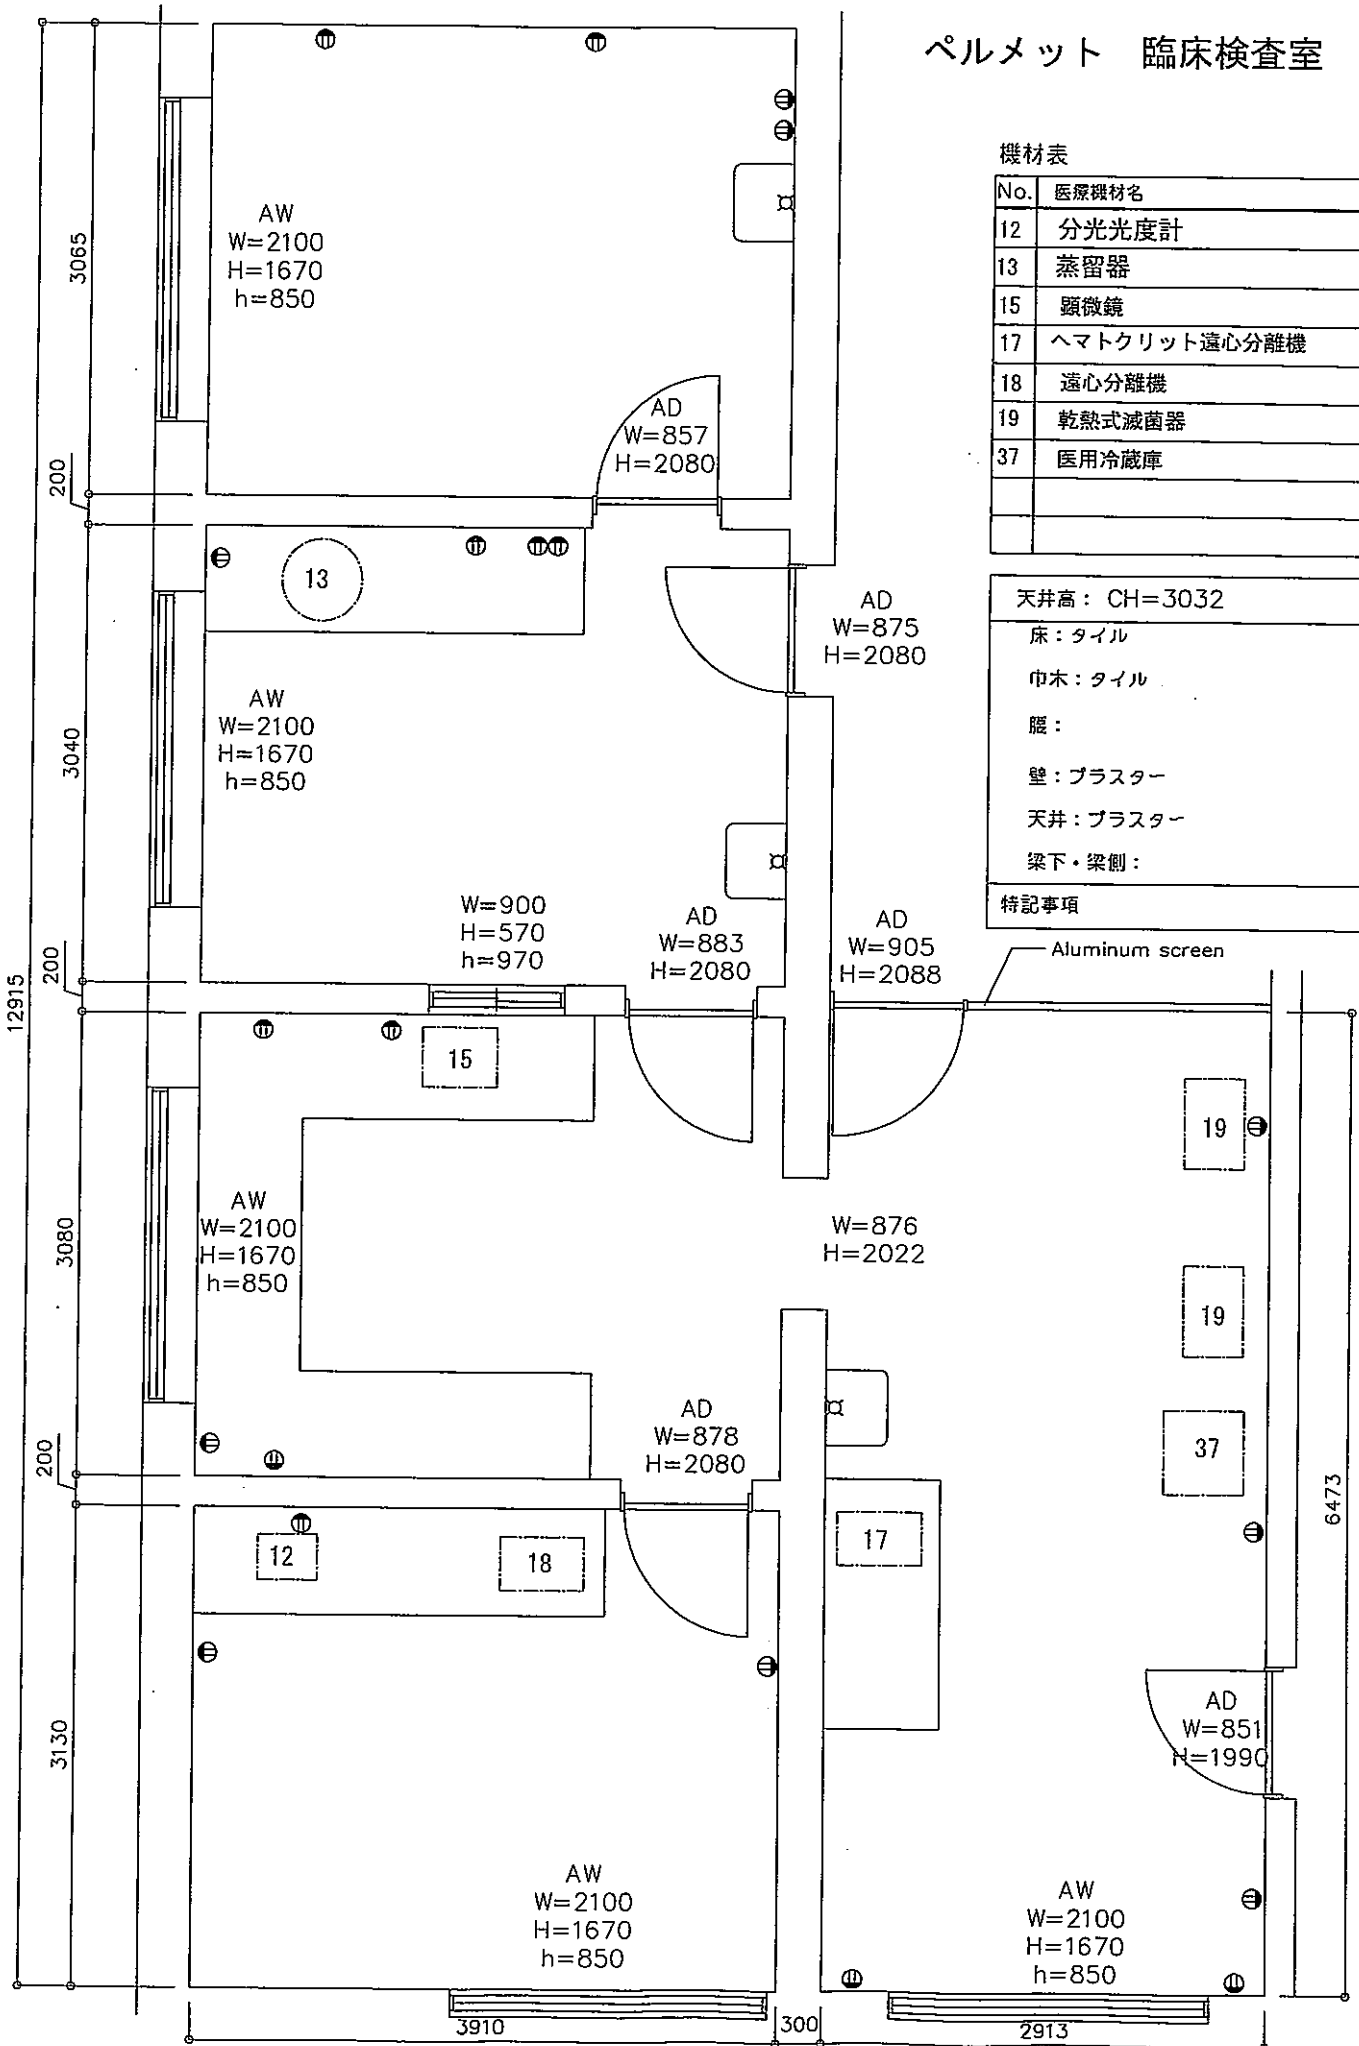 ペルメット 臨床検査室
機材表
No. 医療機材名
12 分光光度計
13 蒸留器
15 顕微鏡
17 ヘマトクリット遠心分離機
18 遠心分離機
19 乾熱式滅菌器
37 医用冷蔵庫
天井高: CH=3032
床:タイル
巾木:タイル
腰:
壁:プラスター
天井:プラスター
梁下・梁側:
特記事項
Aluminum screen
AW
W=2100
H=1670
h=850
AD
W=857
H=2080
13
AD
W=875
H=2080
AW
W=2100
H=1670
h=850
W=900
H=570
h=970
AD
W=883
H=2080
AD
W=905
H=2088
15
19
AW
W=2100
H=1670
h=850
W=876
H=2022
19
AD
W=878
H=2080
37
12
18
17
AD
W=851
H=1990
AW
W=2100
H=1670
h=850
AW
W=2100
H=1670
h=850
3065
200
3040
200
12915
3080
200
3130
6473
3910
300
2913